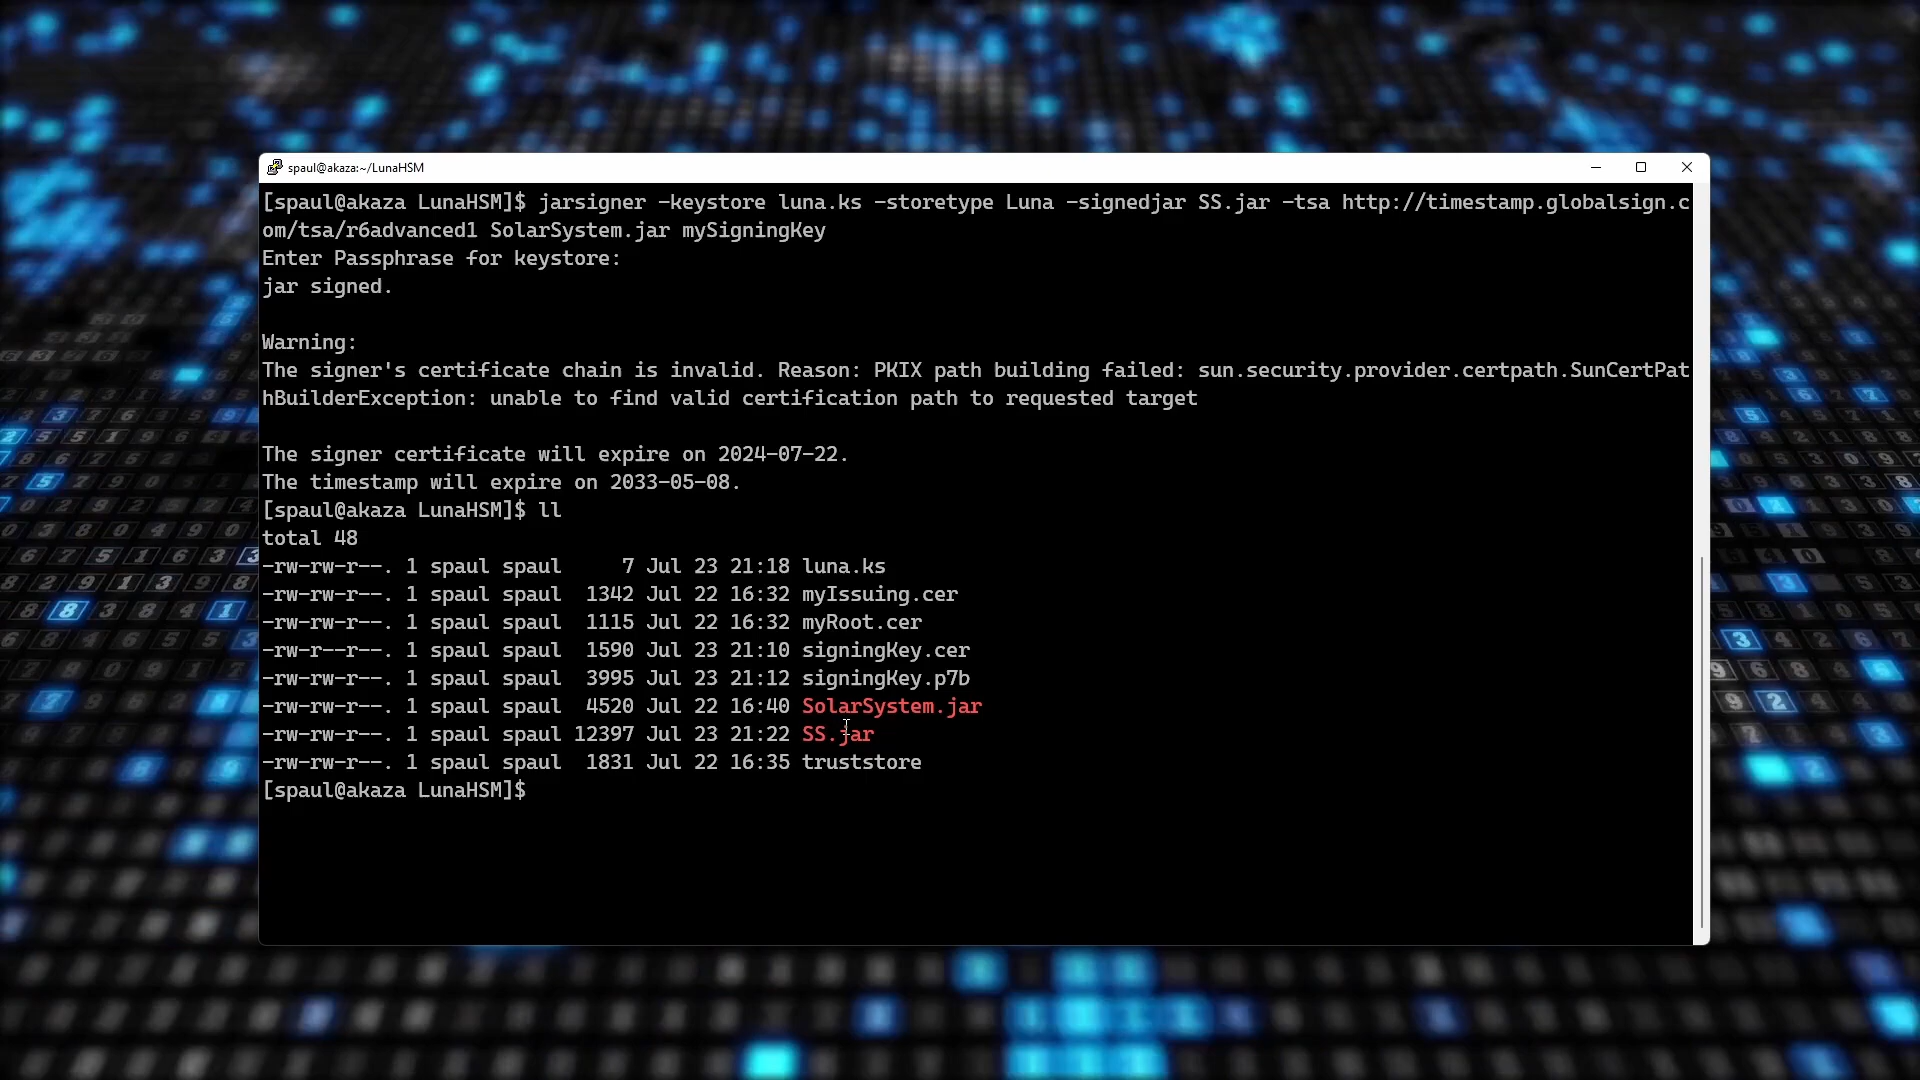 spaul@akaza:~/LunaHSM
[spaul@akaza LunaHSM]$ jarsigner -keystore luna.ks -storetype Luna -signedjar SS.jar -tsa http://timestamp.globalsign.c
om/tsa/r6advanced1 SolarSystem.jar mySigningKey
Enter Passphrase for keystore:
jar signed.
Warning:
The signer's certificate chain is invalid. Reason: PKIX path building failed: sun.security.provider.certpath.SunCertPat
hBuilderException: unable to find valid certification path to requested target
The signer certificate will expire on 2024-07-22.
The timestamp will expire on 2033-05-08.
[spaul@akaza LunaHSM]$ ll
total 48
-rw-rw-r--. 1 spaul spaul     7 Jul 23 21:18 luna.ks
-rw-rw-r--. 1 spaul spaul  1342 Jul 22 16:32 myIssuing.cer
-rw-rw-r--. 1 spaul spaul  1115 Jul 22 16:32 myRoot.cer
-rw-r--r--. 1 spaul spaul  1590 Jul 23 21:10 signingKey.cer
-rw-rw-r--. 1 spaul spaul  3995 Jul 23 21:12 signingKey.p7b
-rw-rw-r--. 1 spaul spaul  4520 Jul 22 16:40 SolarSystem.jar
-rw-rw-r--. 1 spaul spaul 12397 Jul 23 21:22 SS.jar
-rw-rw-r--. 1 spaul spaul  1831 Jul 22 16:35 truststore
[spaul@akaza LunaHSM]$